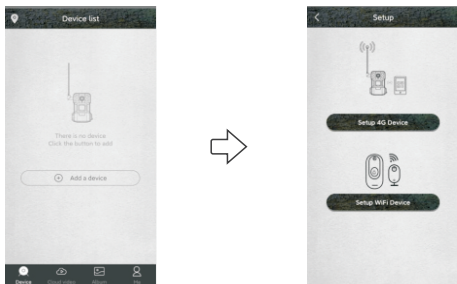 Device list
There is no device
Click the button to add
Add a device
Device
Cloud video
Album
Me
Setup
Setup 4G Device
Setup WiFi Device